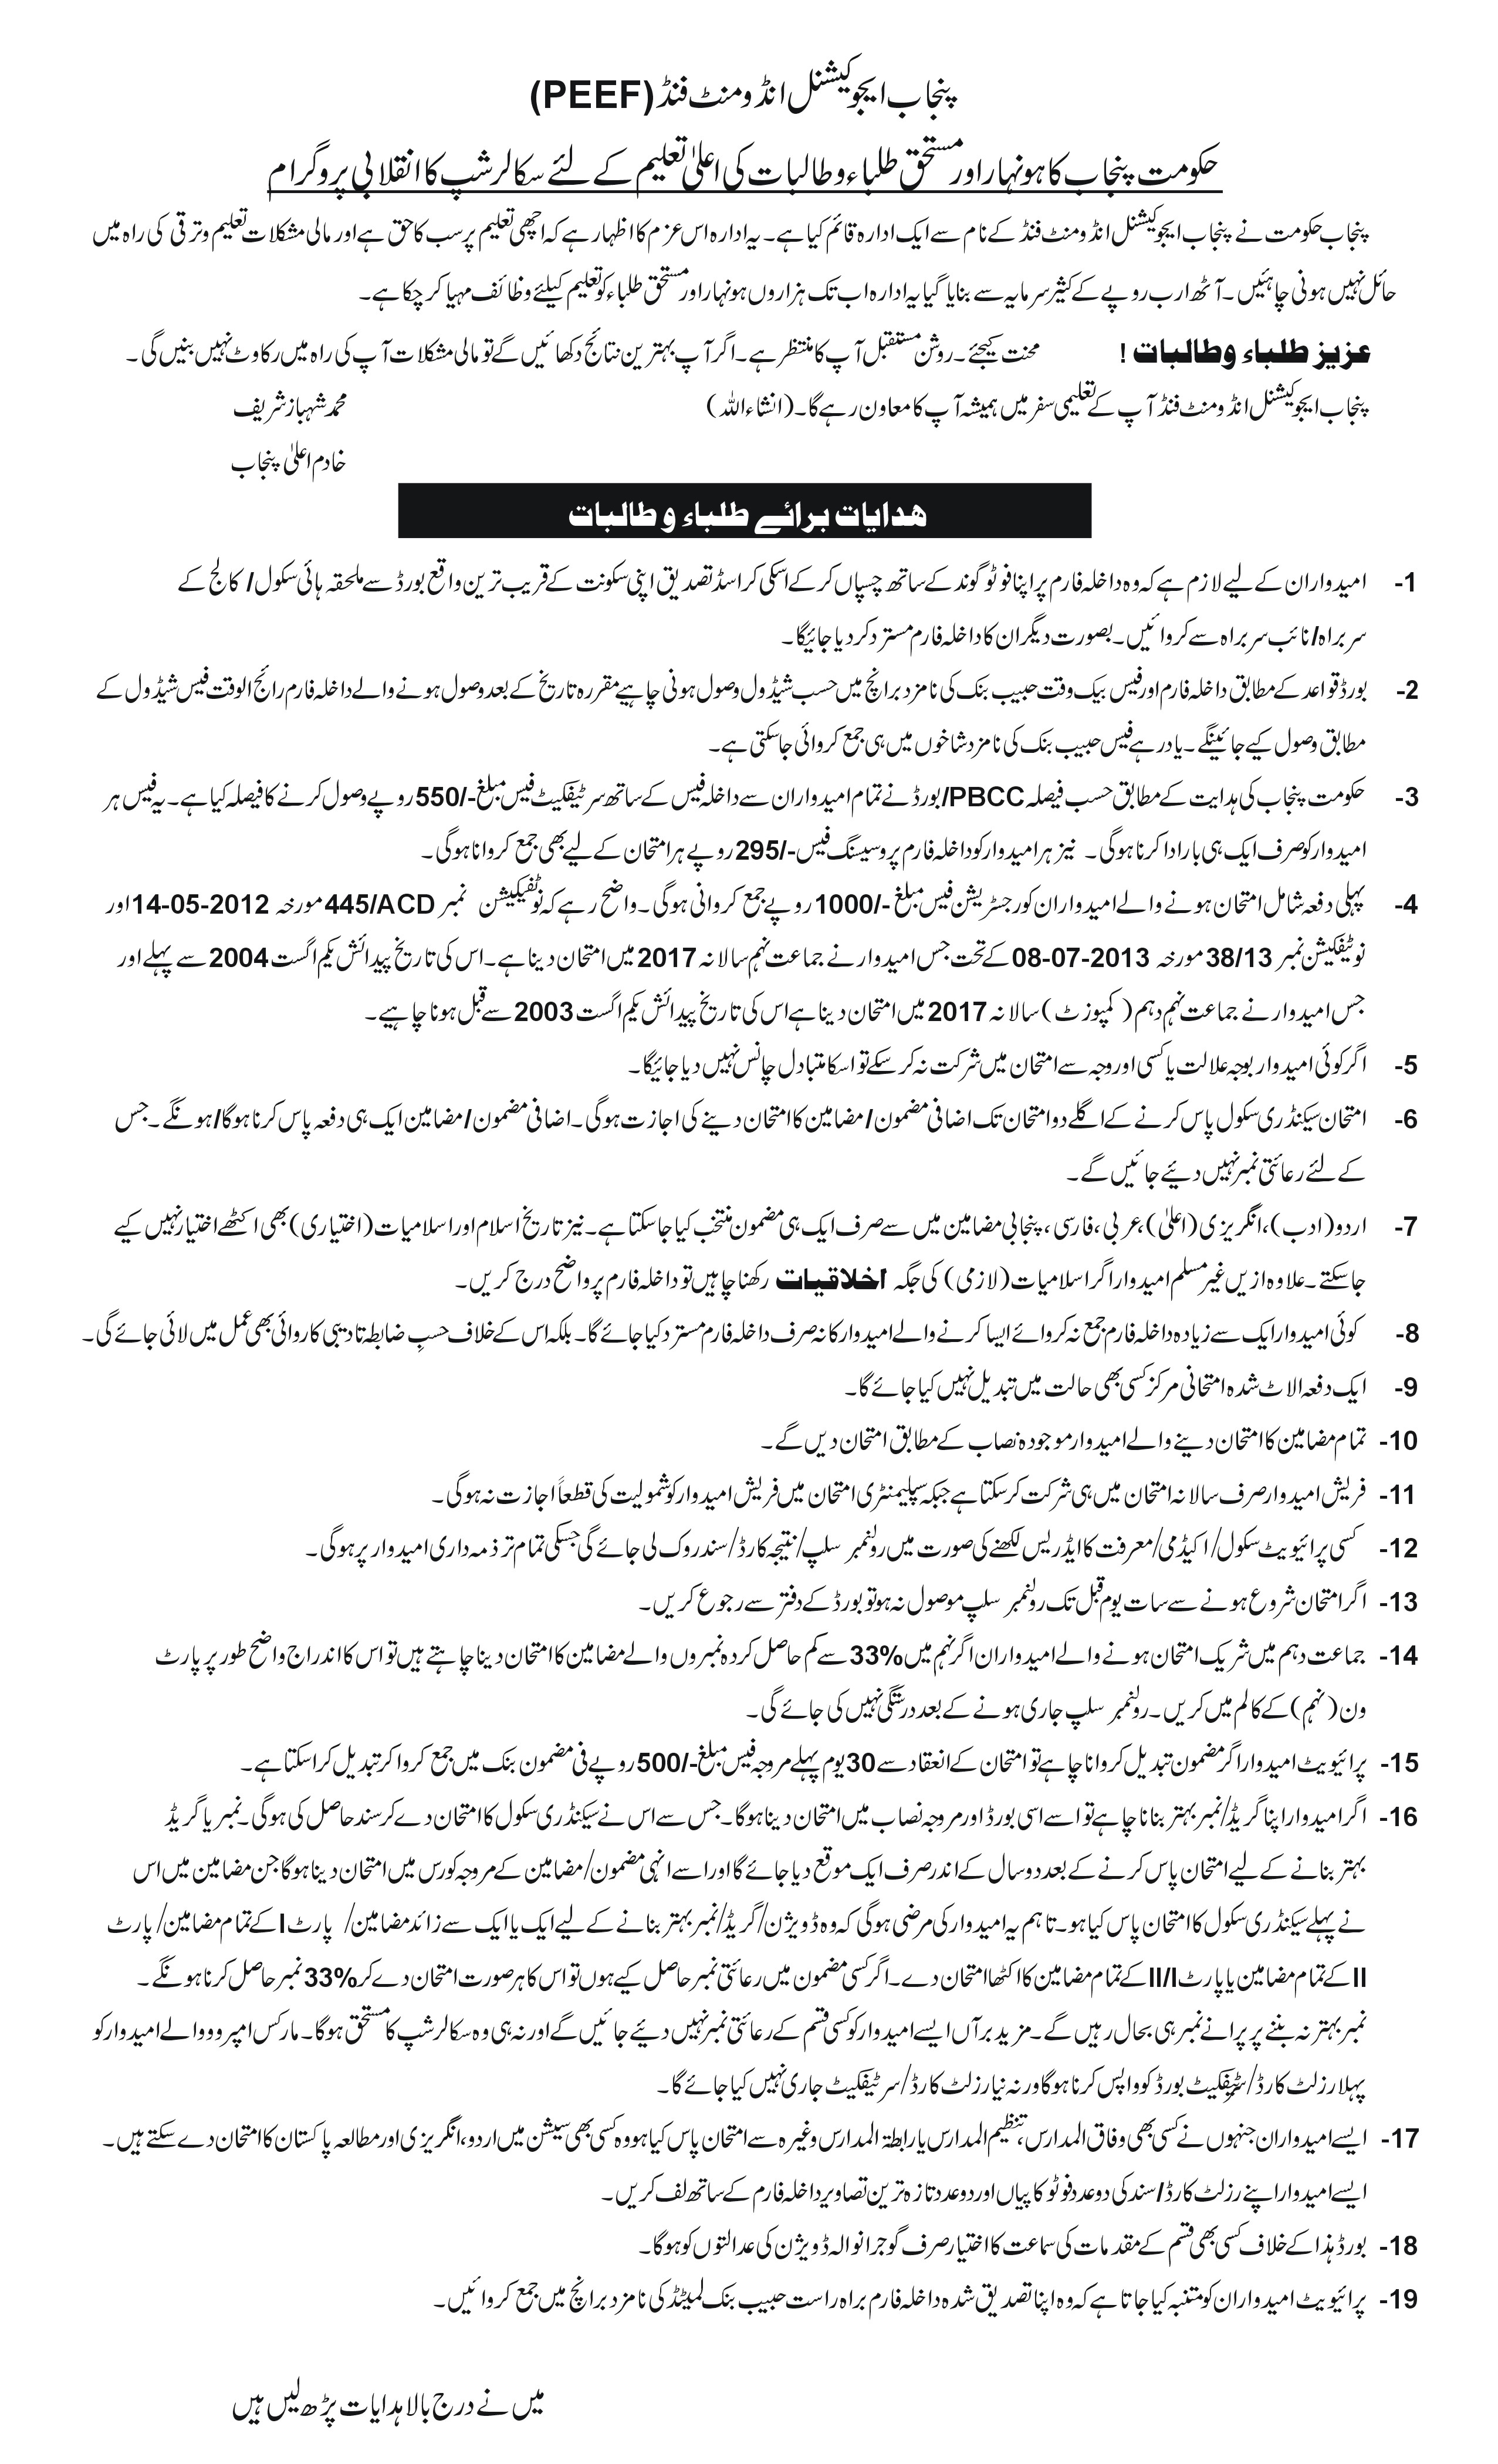 پنجاب ایجوکیشنل انڈومنٹ فنڈ (PEEF)
حکومت پنجاب کا ہونہار اور مستحق طلباء و طالبات کی اعلیٰ تعلیم کے لئے سکالرشپ کا انقلابی پروگرام
پنجاب حکومت نے پنجاب ایجوکیشنل انڈومنٹ فنڈ کے نام سے ایک ادارہ قائم کیا ہے۔ یہ ادارہ اس عزم کا اظہار ہے کہ اچھی تعلیم پر سب کا حق ہے اور مالی مشکلات تعلیم و ترقی کی راہ میں
حائل نہیں ہونی چاہئیں۔ آٹھ ارب روپے کے کثیر سرمایہ سے بنایا گیا یہ ادارہ اب تک ہزاروں ہونہار اور مستحق طلباء کو تعلیم کیلئے وظائف مہیا کر چکا ہے۔
عزیز طلباء وطالبات ! محنت کیجئے۔ روشن مستقبل آپ کا منتظر ہے۔ اگر آپ بہترین نتائج دکھائیں گے تو مالی مشکلات آپ کی راہ میں رکاوٹ نہیں بنیں گی۔
پنجاب ایجوکیشنل انڈومنٹ فنڈ آپ کے تعلیمی سفر میں ہمیشہ آپ کا معاون رہے گا۔ (انشاءاللہ) محمد شہباز شریف
خادم اعلیٰ پنجاب
ھدایات برائے طلباء و طالبات
1- امیدواران کے لیے لازم ہے کہ وہ داخلہ فارم پر اپنا فوٹو گوند کے ساتھ چسپاں کر کے اسکی کراسڈ تصدیق اپنی سکونت کے قریب ترین واقع بورڈ سے ملحقہ ہائی سکول/ کالج کے
سربراہ/نائب سربراہ سے کروائیں۔ بصورت دیگر ان کا داخلہ فارم مسترد کر دیا جائیگا۔
2- بورڈ قواعد کے مطابق داخلہ فارم اور فیس بیک وقت حبیب بنک کی نامزد برانچ میں حسب شیڈول وصول ہونی چاہیے مقررہ تاریخ کے بعد وصول ہونے والے داخلہ فارم رائج الوقت فیس شیڈول کے
مطابق وصول کیے جائینگے۔ یاد رہے فیس حبیب بنک کی نامزد شاخوں میں ہی جمع کروائی جاسکتی ہے۔
3- حکومت پنجاب کی ہدایت کے مطابق حسب فیصلہ PBCC/بورڈ نے تمام امیدواران سے داخلہ فیس کے ساتھ سرٹیفکیٹ فیس مبلغ -/550 روپے وصول کرنے کا فیصلہ کیا ہے۔ یہ فیس ہر
امیدوار کو صرف ایک ہی بار ادا کرنا ہوگی۔ نیز ہر امیدوار کو داخلہ فارم پروسیسنگ فیس -/295 روپے ہر امتحان کے لیے بھی جمع کروانا ہوگی۔
4- پہلی دفعہ شامل امتحان ہونے والے امیدواران کو رجسٹریشن فیس مبلغ -/1000 روپے جمع کروانی ہوگی۔ واضح رہے کہ نوٹیفکیشن نمبر 445/ACD مورخہ 14-05-2012 اور
نوٹیفکیشن نمبر 38/13 مورخہ 08-07-2013 کے تحت جس امیدوار نے جماعت نہم سالانہ 2017 میں امتحان دینا ہے۔ اس کی تاریخ پیدائش یکم اگست 2004 سے پہلے اور
جس امیدوار نے جماعت نہم دہم (کمپوزٹ) سالانہ 2017 میں امتحان دینا ہے اس کی تاریخ پیدائش یکم اگست 2003 سے قبل ہونا چاہیے۔
5- اگر کوئی امیدوار بوجہ علالت یا کسی اور وجہ سے امتحان میں شرکت نہ کر سکے تو اسکا متبادل چانس نہیں دیا جائیگا۔
6- امتحان سیکنڈری سکول پاس کرنے کے اگلے دو امتحان تک اضافی مضمون/مضامین کا امتحان دینے کی اجازت ہوگی۔ اضافی مضمون/مضامین ایک ہی دفعہ پاس کرنا ہوگا/ہونگے۔ جس
کے لئے رعائتی نمبر نہیں دیئے جائیں گے۔
7- اردو (ادب)، انگریزی (اعلیٰ)، عربی، فارسی، پنجابی مضامین میں سے صرف ایک ہی مضمون منتخب کیا جاسکتا ہے۔ نیز تاریخ اسلام اور اسلامیات (اختیاری) بھی اکٹھے اختیار نہیں کیے
جاسکتے۔ علاوہ ازیں غیر مسلم امیدوار اگر اسلامیات (لازمی) کی جگہ اخلاقیات رکھنا چاہیں تو داخلہ فارم پر واضح درج کریں۔
8- کوئی امیدوار ایک سے زیادہ داخلہ فارم جمع نہ کروائے ایسا کرنے والے امیدوار کا نہ صرف داخلہ فارم مسترد کیا جائے گا۔ بلکہ اس کے خلاف حسبِ ضابطہ تادیبی کاروائی بھی عمل میں لائی جائے گی۔
9- ایک دفعہ الاٹ شدہ امتحانی مرکز کسی بھی حالت میں تبدیل نہیں کیا جائے گا۔
10- تمام مضامین کا امتحان دینے والے امیدوار موجودہ نصاب کے مطابق امتحان دیں گے۔
11- فریش امیدوار صرف سالانہ امتحان میں ہی شرکت کر سکتا ہے جبکہ سپلیمنٹری امتحان میں فریش امیدوار کو شمولیت کی قطعاً اجازت نہ ہوگی۔
12- کسی پرائیویٹ سکول/اکیڈمی/معرفت کا ایڈریس لکھنے کی صورت میں رولنمبر سلپ/نتیجہ کارڈ/سند روک لی جائے گی جسکی تمام تر ذمہ داری امیدوار پر ہوگی۔
13- اگر امتحان شروع ہونے سے سات یوم قبل تک رولنمبر سلپ موصول نہ ہو تو بورڈ کے دفتر سے رجوع کریں۔
14- جماعت دہم میں شریک امتحان ہونے والے امیدواران اگر نہم میں 33% سے کم حاصل کردہ نمبروں والے مضامین کا امتحان دینا چاہتے ہیں تو اس کا اندراج واضح طور پر پارٹ
ون (نہم) کے کالم میں کریں۔ رولنمبر سلپ جاری ہونے کے بعد درستگی نہیں کی جائے گی۔
15- پرائیویٹ امیدوار اگر مضمون تبدیل کروانا چاہے تو امتحان کے انعقاد سے 30 یوم پہلے مروجہ فیس مبلغ -/500 روپے فی مضمون بنک میں جمع کروا کر تبدیل کرا سکتا ہے۔
16- اگر امیدوار اپنا گریڈ/نمبر بہتر بنانا چاہے تو اسے اسی بورڈ اور مروجہ نصاب میں امتحان دینا ہوگا۔ جس سے اس نے سیکنڈری سکول کا امتحان دے کر سند حاصل کی ہوگی۔ نمبر یا گریڈ
بہتر بنانے کے لیے امتحان پاس کرنے کے بعد دو سال کے اندر صرف ایک موقع دیا جائے گا اور اسے انہی مضمون/مضامین کے مروجہ کورس میں امتحان دینا ہوگا جن مضامین میں اس
نے پہلے سیکنڈری سکول کا امتحان پاس کیا ہو۔ تاہم یہ امیدوار کی مرضی ہوگی کہ وہ ڈویژن/گریڈ/نمبر بہتر بنانے کے لیے ایک یا ایک سے زائد مضامین/ پارٹ I کے تمام مضامین/ پارٹ
II کے تمام مضامین یا پارٹ II/I کے تمام مضامین کا اکٹھا امتحان دے۔ اگر کسی مضمون میں رعائتی نمبر حاصل کیے ہوں تو اس کا ہر صورت امتحان دے کر 33% نمبر حاصل کرنا ہونگے۔
نمبر بہتر نہ بننے پر پرانے نمبر ہی بحال رہیں گے۔ مزید برآں ایسے امیدوار کو کسی قسم کے رعائتی نمبر نہیں دیئے جائیں گے اور نہ ہی وہ سکالرشپ کا مستحق ہوگا۔ مارکس امپروو والے امیدوار کو
پہلا رزلٹ کارڈ/سرٹیفکیٹ بورڈ کو واپس کرنا ہوگا ورنہ نیا رزلٹ کارڈ/سرٹیفکیٹ جاری نہیں کیا جائے گا۔
17- ایسے امیدواران جنہوں نے کسی بھی وفاق المدارس، تنظیم المدارس یا رابطۃ المدارس وغیرہ سے امتحان پاس کیا ہو وہ کسی بھی سیشن میں اردو، انگریزی اور مطالعہ پاکستان کا امتحان دے سکتے ہیں۔
ایسے امیدوار اپنے رزلٹ کارڈ/سند کی دو عدد فوٹو کاپیاں اور دو عدد تازہ ترین تصاویر داخلہ فارم کے ساتھ لف کریں۔
18- بورڈ ہذا کے خلاف کسی بھی قسم کے مقدمات کی سماعت کا اختیار صرف گوجرانوالہ ڈویژن کی عدالتوں کو ہوگا۔
19- پرائیویٹ امیدواران کو متنبہ کیا جاتا ہے کہ وہ اپنا تصدیق شدہ داخلہ فارم براہ راست حبیب بنک لمیٹڈ کی نامزد برانچ میں جمع کروائیں۔
میں نے درج بالا ہدایات پڑھ لیں ہیں